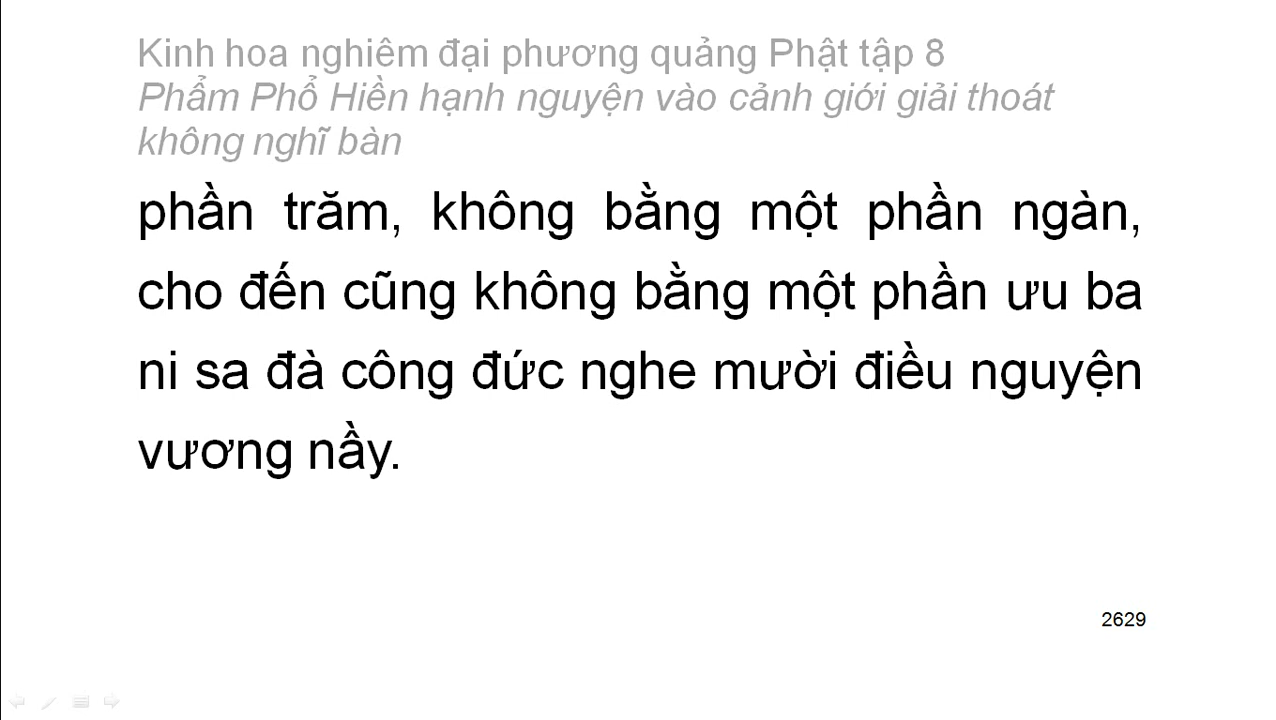 Kinh hoa nghiêm đại phương quảng Phật tập 8
Phẩm Phổ Hiền hạnh nguyện vào cảnh giới giải thoát
không nghĩ bàn
phần trăm, không bằng một phần ngàn,
cho đến cũng không bằng một phần ưu ba
ni sa đà công đức nghe mười điều nguyện
vương nầy.
2629